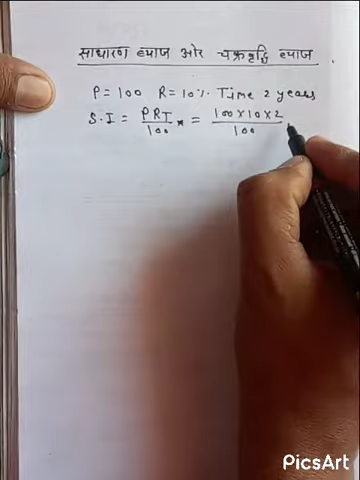 साधारण ब्याज और चक्रवृद्धि ब्याज
P = 100 R = 10% Time 2 years
S.I = PRT/100 * = 100×10×2/100
PicsArt